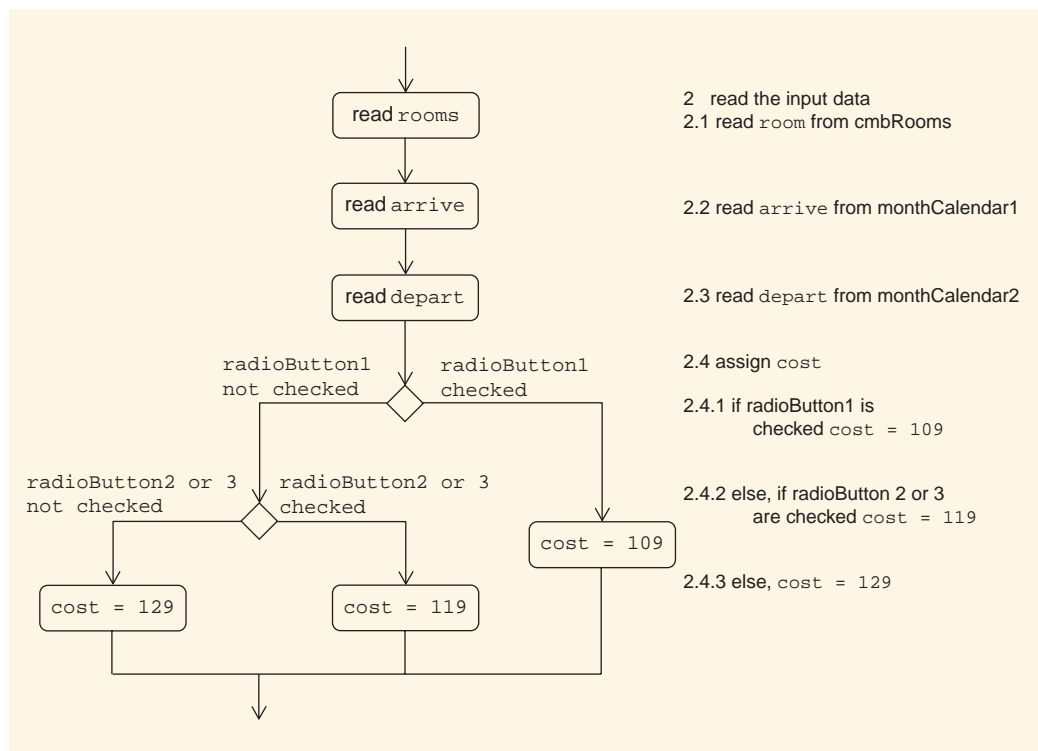 read rooms
2 read the input data
2.1 read room from cmbRooms
read arrive
2.2 read arrive from monthCalendar1
read depart
2.3 read depart from monthCalendar2
radioButton1
not checked
radioButton1
checked
2.4 assign cost
2.4.1 if radioButton1 is
checked cost = 109
radioButton2 or 3
not checked
radioButton2 or 3
checked
2.4.2 else, if radioButton 2 or 3
are checked cost = 119
cost = 109
2.4.3 else, cost = 129
cost = 129
cost = 119